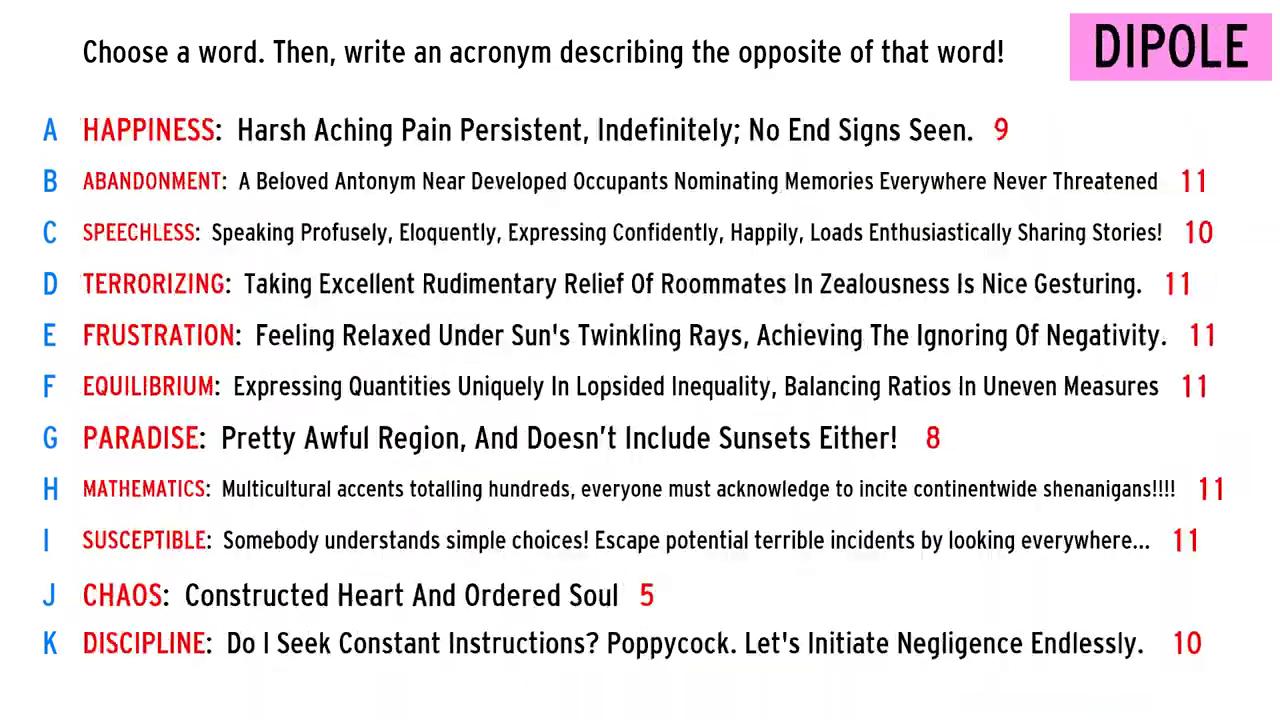 Choose a word. Then, write an acronym describing the opposite of that word!
DIPOLE
A HAPPINESS: Harsh Aching Pain Persistent, Indefinitely; No End Signs Seen. 9
B ABANDONMENT: A Beloved Antonym Near Developed Occupants Nominating Memories Everywhere Never Threatened 11
C SPEECHLESS: Speaking Profusely, Eloquently, Expressing Confidently, Happily, Loads Enthusiastically Sharing Stories! 10
D TERRORIZING: Taking Excellent Rudimentary Relief Of Roommates In Zealousness Is Nice Gesturing. 11
E FRUSTRATION: Feeling Relaxed Under Sun's Twinkling Rays, Achieving The Ignoring Of Negativity. 11
F EQUILIBRIUM: Expressing Quantities Uniquely In Lopsided Inequality, Balancing Ratios In Uneven Measures 11
G PARADISE: Pretty Awful Region, And Doesn’t Include Sunsets Either! 8
H MATHEMATICS: Multicultural accents totalling hundreds, everyone must acknowledge to incite continentwide shenanigans!!!! 11
I SUSCEPTIBLE: Somebody understands simple choices! Escape potential terrible incidents by looking everywhere... 11
J CHAOS: Constructed Heart And Ordered Soul 5
K DISCIPLINE: Do I Seek Constant Instructions? Poppycock. Let's Initiate Negligence Endlessly. 10